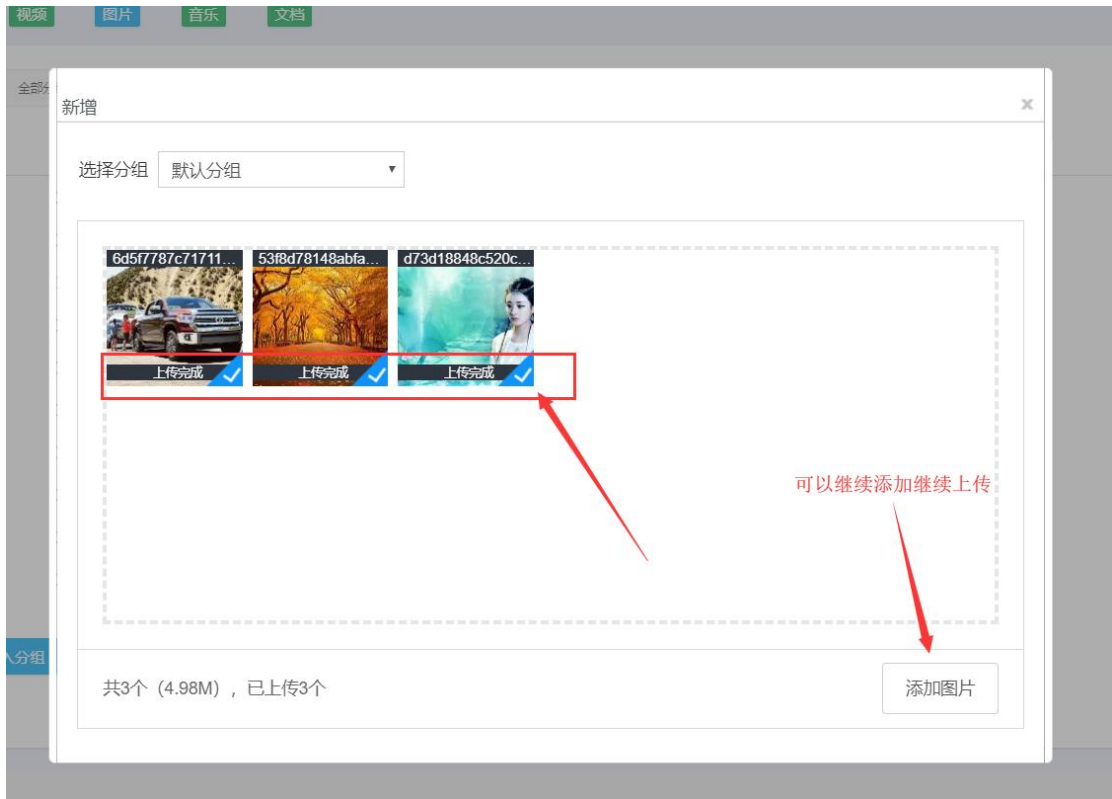 视频 图片 音乐 文档
全部分
新增 x
选择分组 默认分组
6d5f7787c71711... 53f8d78148abfa... d73d18848c520c...
上传完成 上传完成 上传完成
可以继续添加继续上传
入分组
共3个（4.98M），已上传3个 添加图片